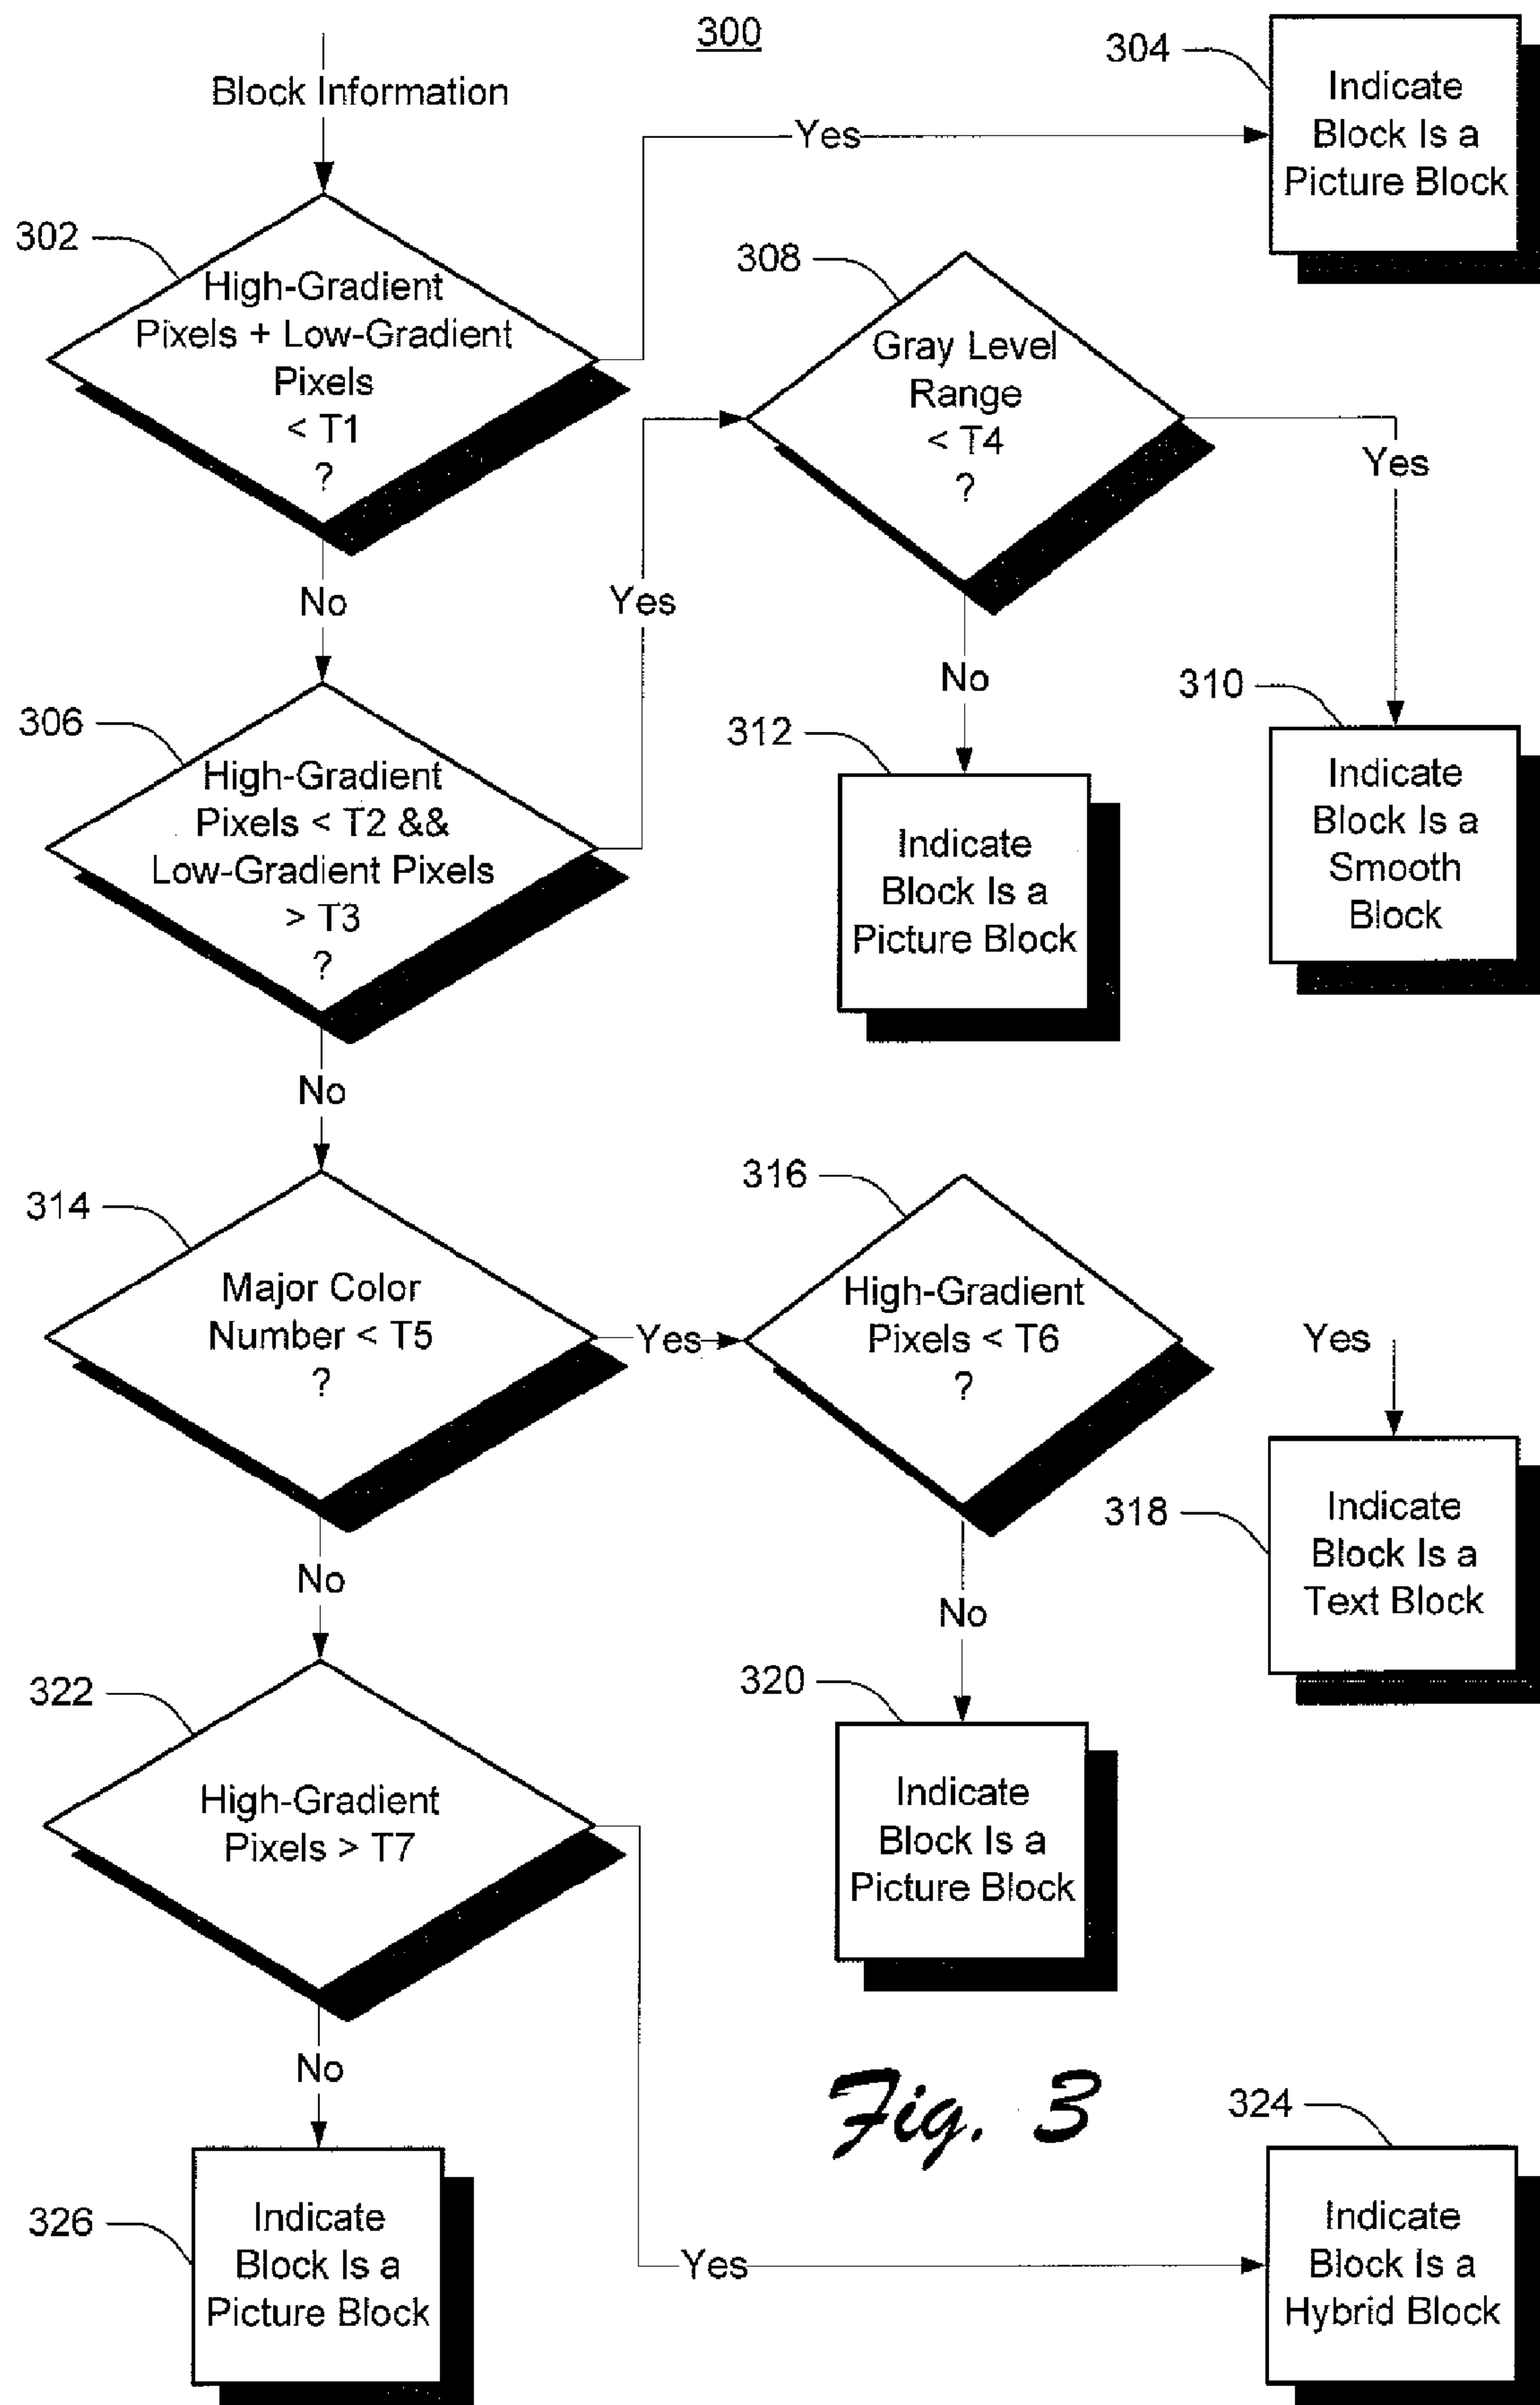 300
Block Information
302
High-Gradient
Pixels + Low-Gradient
Pixels
< T1
?
Yes
304
Indicate
Block Is a
Picture Block
No
306
High-Gradient
Pixels < T2 &&
Low-Gradient Pixels
> T3
?
Yes
308
Gray Level
Range
< T4
?
Yes
310
Indicate
Block Is a
Smooth
Block
No
312
Indicate
Block Is a
Picture Block
No
314
Major Color
Number < T5
?
Yes
316
High-Gradient
Pixels < T6
?
Yes
318
Indicate
Block Is a
Text Block
No
320
Indicate
Block Is a
Picture Block
No
322
High-Gradient
Pixels > T7
Yes
324
Indicate
Block Is a
Hybrid Block
No
326
Indicate
Block Is a
Picture Block
Fig. 3